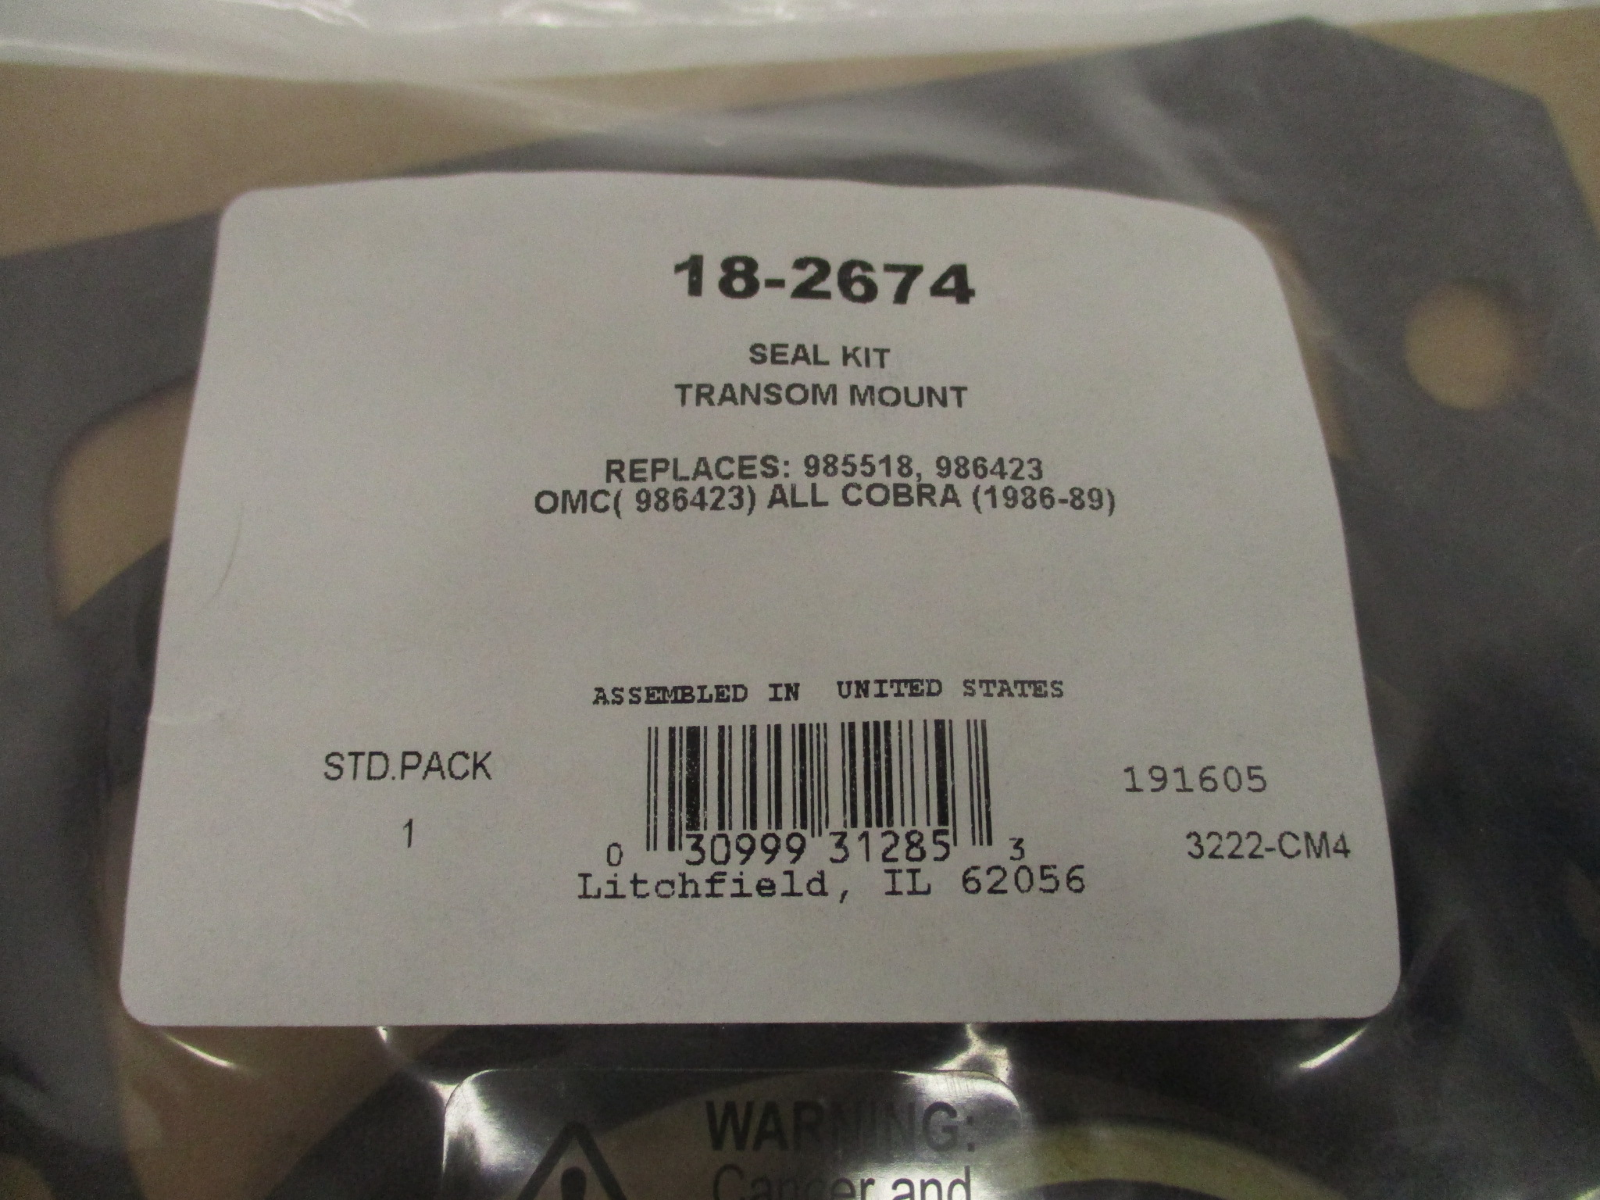 18-2674
SEAL KIT
TRANSOM MOUNT
REPLACES: 985518, 986423
OMC( 986423) ALL COBRA (1986-89)
ASSEMBLED IN UNITED STATES
STD.PACK
1
0 30999 31285 3
Litchfield, IL 62056
191605
3222-CM4
WARNING:
Cancer and